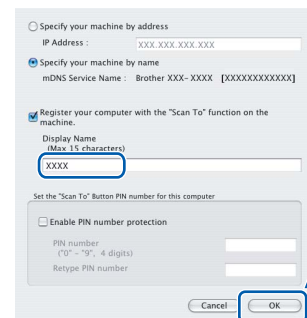 Specify your machine by address
IP Address : XXX.XXX.XXX.XXX
Specify your machine by name
mDNS Service Name : Brother XXX-XXXX [XXXXXXXXXXXX]
Register your computer with the "Scan To" function on the
machine.
Display Name
(Max 15 characters)
XXXX
Set the "Scan To" Button PIN number for this computer
Enable PIN number protection
PIN number
("0" - "9", 4 digits)
Retype PIN number
Cancel OK